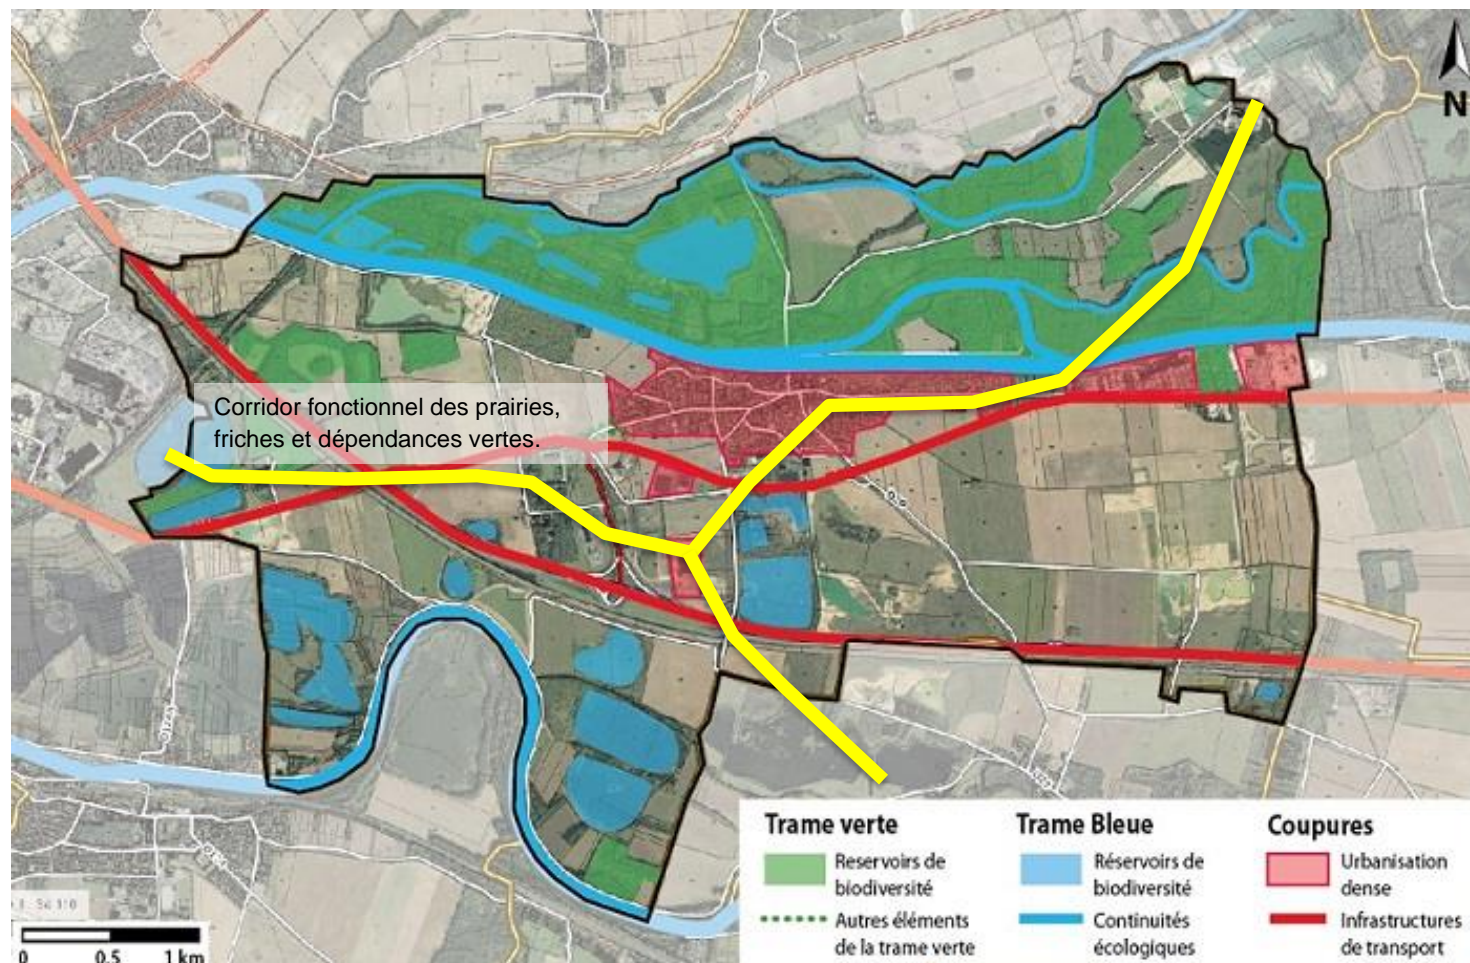 N
Corridor fonctionnel des prairies,
friches et dépendances vertes.
Trame verte
Reservoirs de
biodiversité
Autres éléments
de la trame verte
Trame Bleue
Réservoirs de
biodiversité
Continuités
écologiques
Coupures
Urbanisation
dense
Infrastructures
de transport
0 0.5 1 km